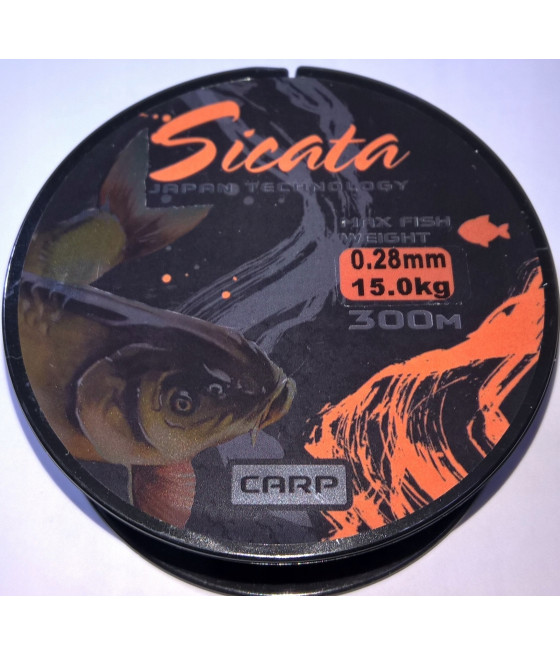 Sicata
JAPAN TECHNOLOGY
MAX FISH
WEIGHT
0.28mm
15.0kg
300M
CARP